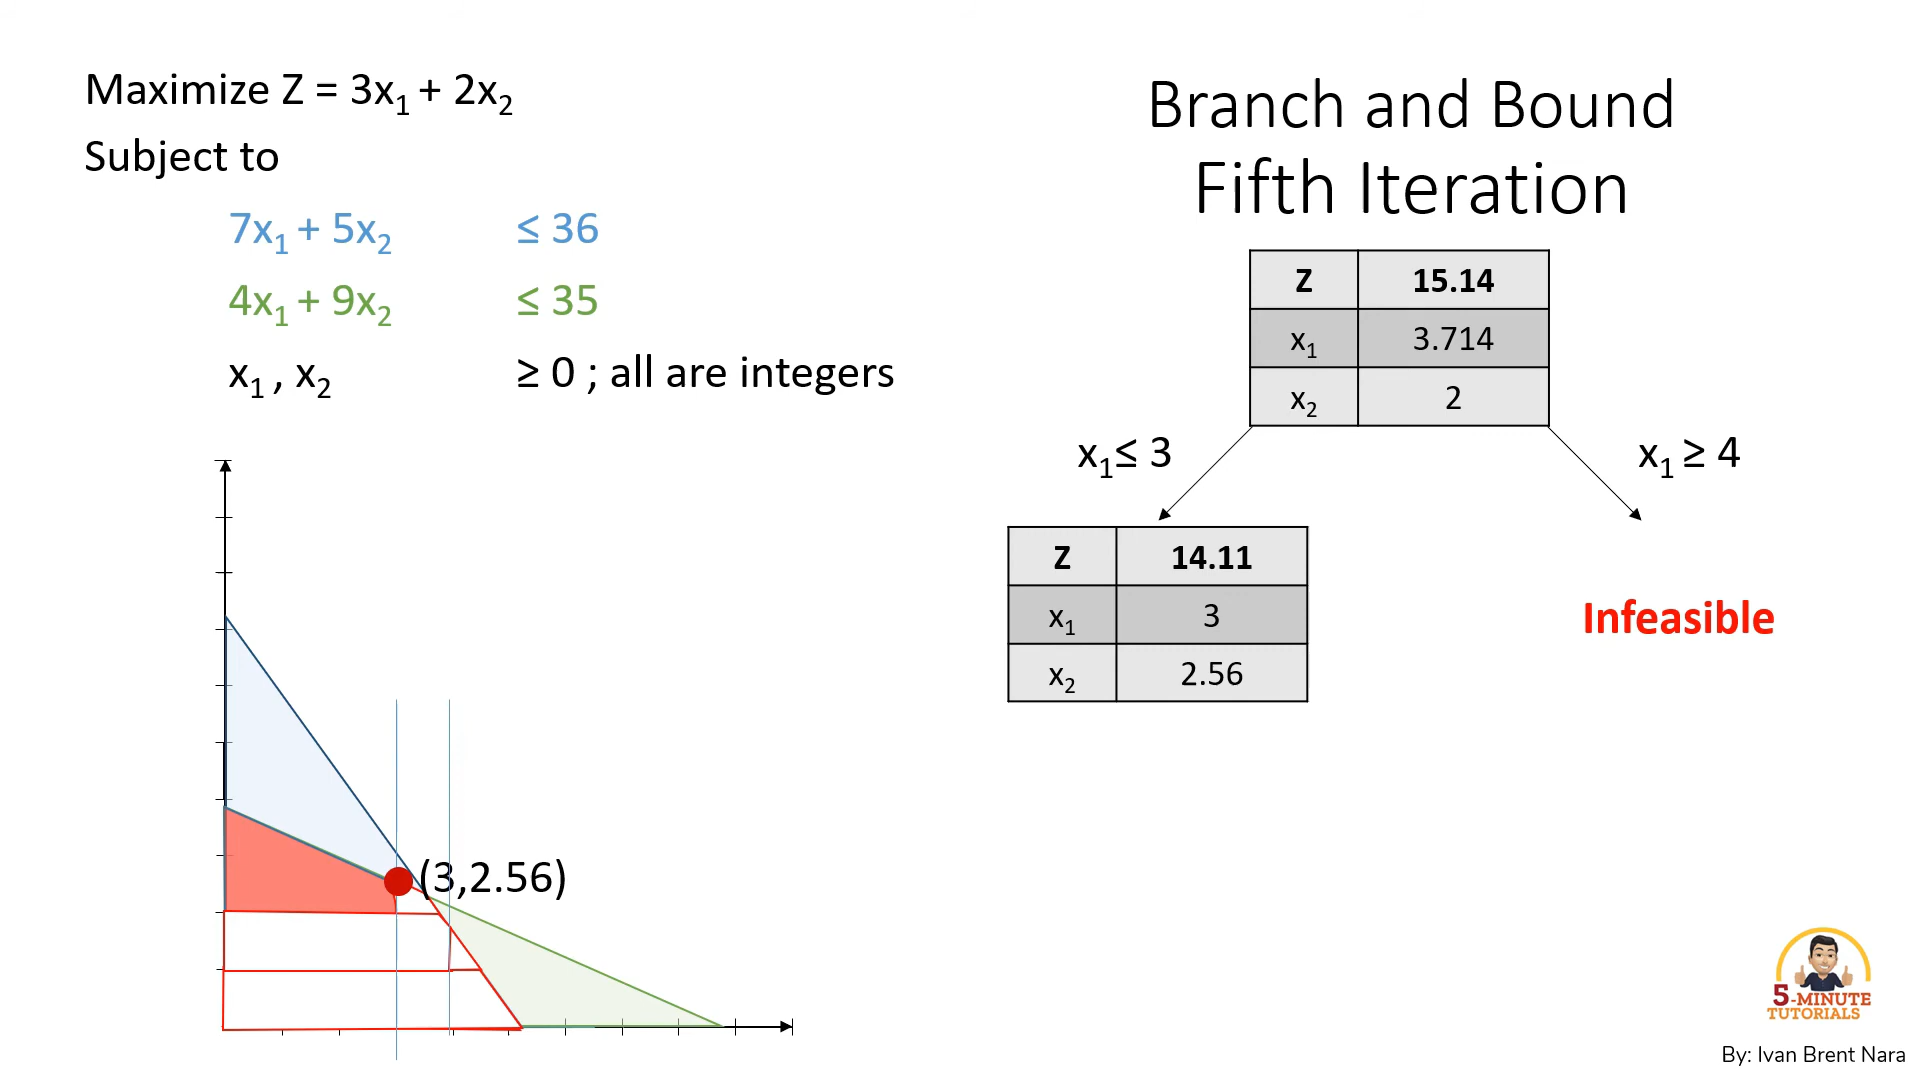 Maximize Z = 3x₁ + 2x₂
Subject to
7x₁ + 5x₂ ≤ 36
4x₁ + 9x₂ ≤ 35
x₁ , x₂ ≥ 0 ; all are integers
(3,2.56)
Branch and Bound
Fifth Iteration
Z 15.14
x₁ 3.714
x₂ 2
x₁≤ 3
x₁ ≥ 4
Z 14.11
x₁ 3
x₂ 2.56
Infeasible
5-MINUTE
TUTORIALS
By: Ivan Brent Nara